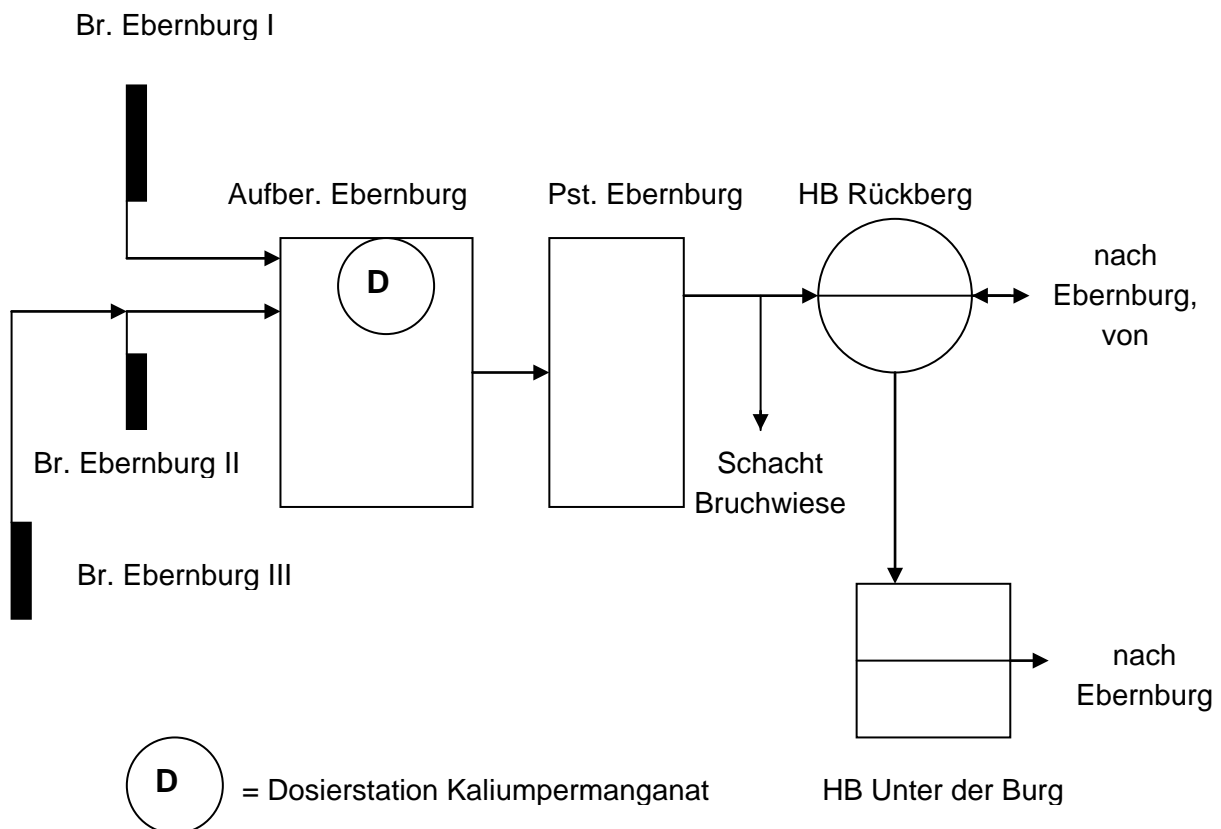 Br. Ebernburg I
Aufber. Ebernburg
Pst. Ebernburg
HB Rückberg
D
nach
Ebernburg,
von
Br. Ebernburg II
Schacht
Bruchwiese
Br. Ebernburg III
nach
Ebernburg
D
= Dosierstation Kaliumpermanganat
HB Unter der Burg